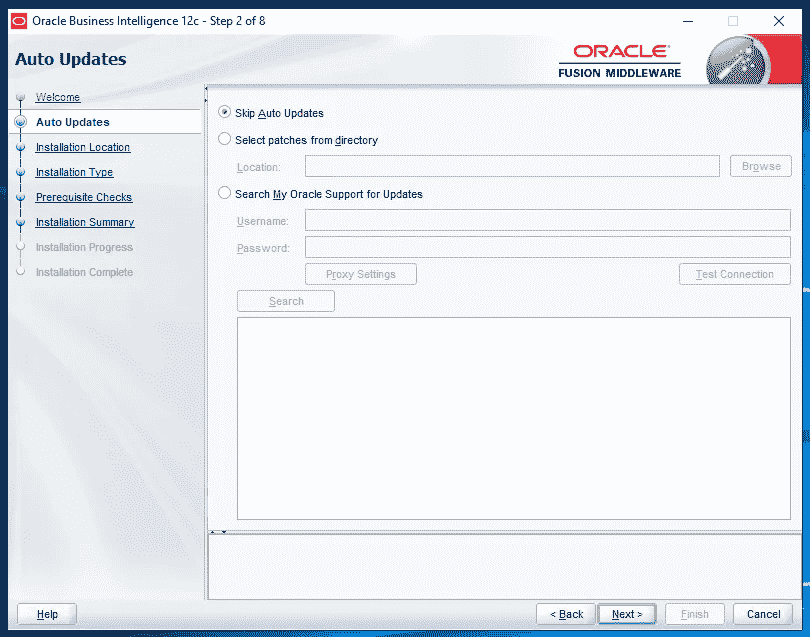 Oracle Business Intelligence 12c - Step 2 of 8
Auto Updates
ORACLE
FUSION MIDDLEWARE
Welcome
Auto Updates
Installation Location
Installation Type
Prerequisite Checks
Installation Summary
Installation Progress
Installation Complete
Skip Auto Updates
Select patches from directory
Location:
Browse
Search My Oracle Support for Updates
Username:
Password:
Proxy Settings
Test Connection
Search
Help
< Back
Next >
Finish
Cancel